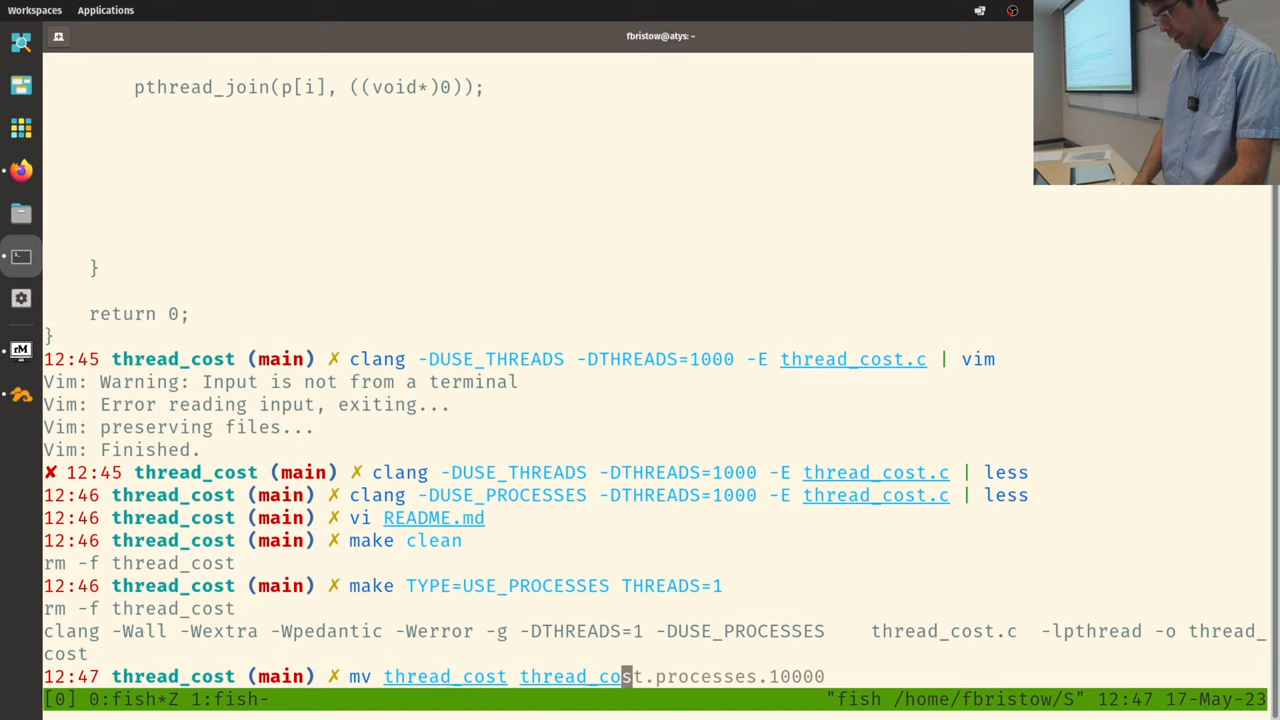 Workspaces Applications
fbristow@atys: ~
pthread_join(p[i], ((void*)0));
}
return 0;
}
12:45 thread_cost (main) ✗ clang -DUSE_THREADS -DTHREADS=1000 -E thread_cost.c | vim
Vim: Warning: Input is not from a terminal
Vim: Error reading input, exiting...
Vim: preserving files...
Vim: Finished.
✘ 12:45 thread_cost (main) ✗ clang -DUSE_THREADS -DTHREADS=1000 -E thread_cost.c | less
12:46 thread_cost (main) ✗ clang -DUSE_PROCESSES -DTHREADS=1000 -E thread_cost.c | less
12:46 thread_cost (main) ✗ vi README.md
12:46 thread_cost (main) ✗ make clean
rm -f thread_cost
12:46 thread_cost (main) ✗ make TYPE=USE_PROCESSES THREADS=1
rm -f thread_cost
clang -Wall -Wextra -Wpedantic -Werror -g -DTHREADS=1 -DUSE_PROCESSES    thread_cost.c  -lpthread -o thread_
cost
12:47 thread_cost (main) ✗ mv thread_cost thread_cost.processes.10000
[0] 0:fish*Z 1:fish- "fish /home/fbristow/S" 12:47 17-May-23
rM